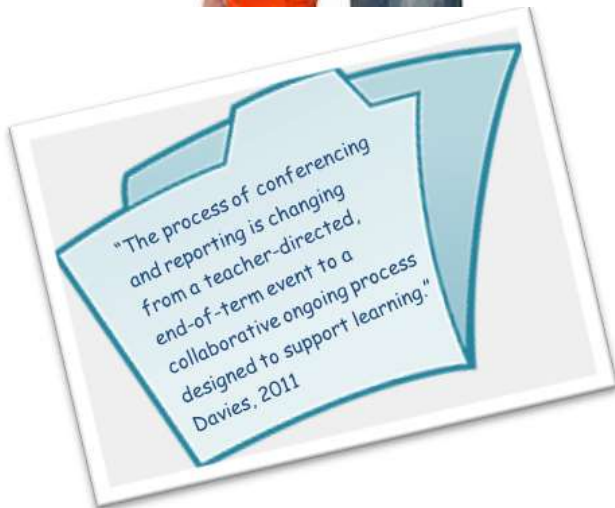 "The process of conferencing
and reporting is changing
from a teacher-directed,
end-of-term event to a
collaborative ongoing process
designed to support learning."
Davies, 2011